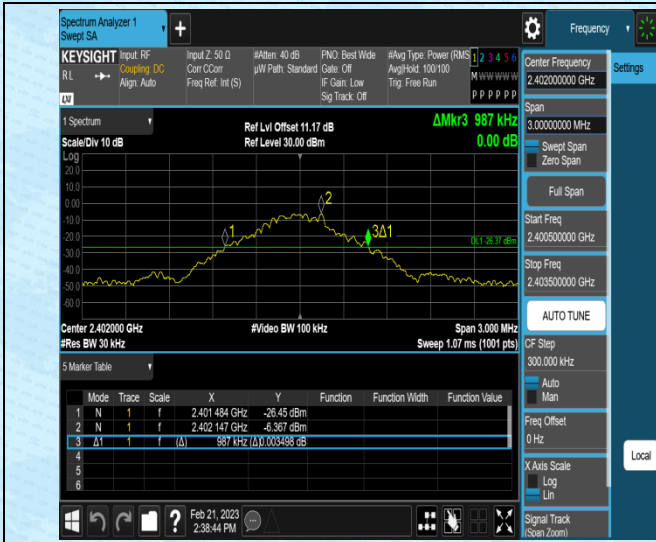 Spectrum Analyzer 1
Swept SA
+
Frequency
KEYSIGHT Input: RF Input Z: 50 Ω #Atten: 40 dB PNO: Best Wide #Avg Type: Power (RMS 1 2 3 4 5 6
RL Coupling: DC Corr CCorr µW Path: Standard Gate: Off Avg|Hold: 100/100 M W W W W W
Align: Auto Freq Ref: Int (S) IF Gain: Low Trig: Free Run
LXI Sig Track: Off P P P P P P
1 Spectrum
Ref Lvl Offset 11.17 dB
ΔMkr3 987 kHz
Scale/Div 10 dB
Ref Level 30.00 dBm
0.00 dB
Log
20.0
10.0
0.00
-10.0
-20.0
-30.0
-40.0
-50.0
-60.0
1
2
3Δ1
DL1 -26.37 dBm
Center 2.402000 GHz #Video BW 100 kHz Span 3.000 MHz
#Res BW 30 kHz Sweep 1.07 ms (1001 pts)
5 Marker Table
Mode Trace Scale X Y Function Function Width Function Value
1 N 1 f 2.401 484 GHz -26.45 dBm
2 N 1 f 2.402 147 GHz -6.367 dBm
3 Δ1 1 f (Δ) 987 kHz (Δ)0.003498 dB
4
5
6
? Feb 21, 2023
2:38:44 PM
Center Frequency
2.402000000 GHz
Span
3.00000000 MHz
Swept Span
Zero Span
Full Span
Start Freq
2.400500000 GHz
Stop Freq
2.403500000 GHz
AUTO TUNE
CF Step
300.000 kHz
Auto
Man
Freq Offset
0 Hz
X Axis Scale
Log
Lin
Signal Track
(Span Zoom)
Settings
Local